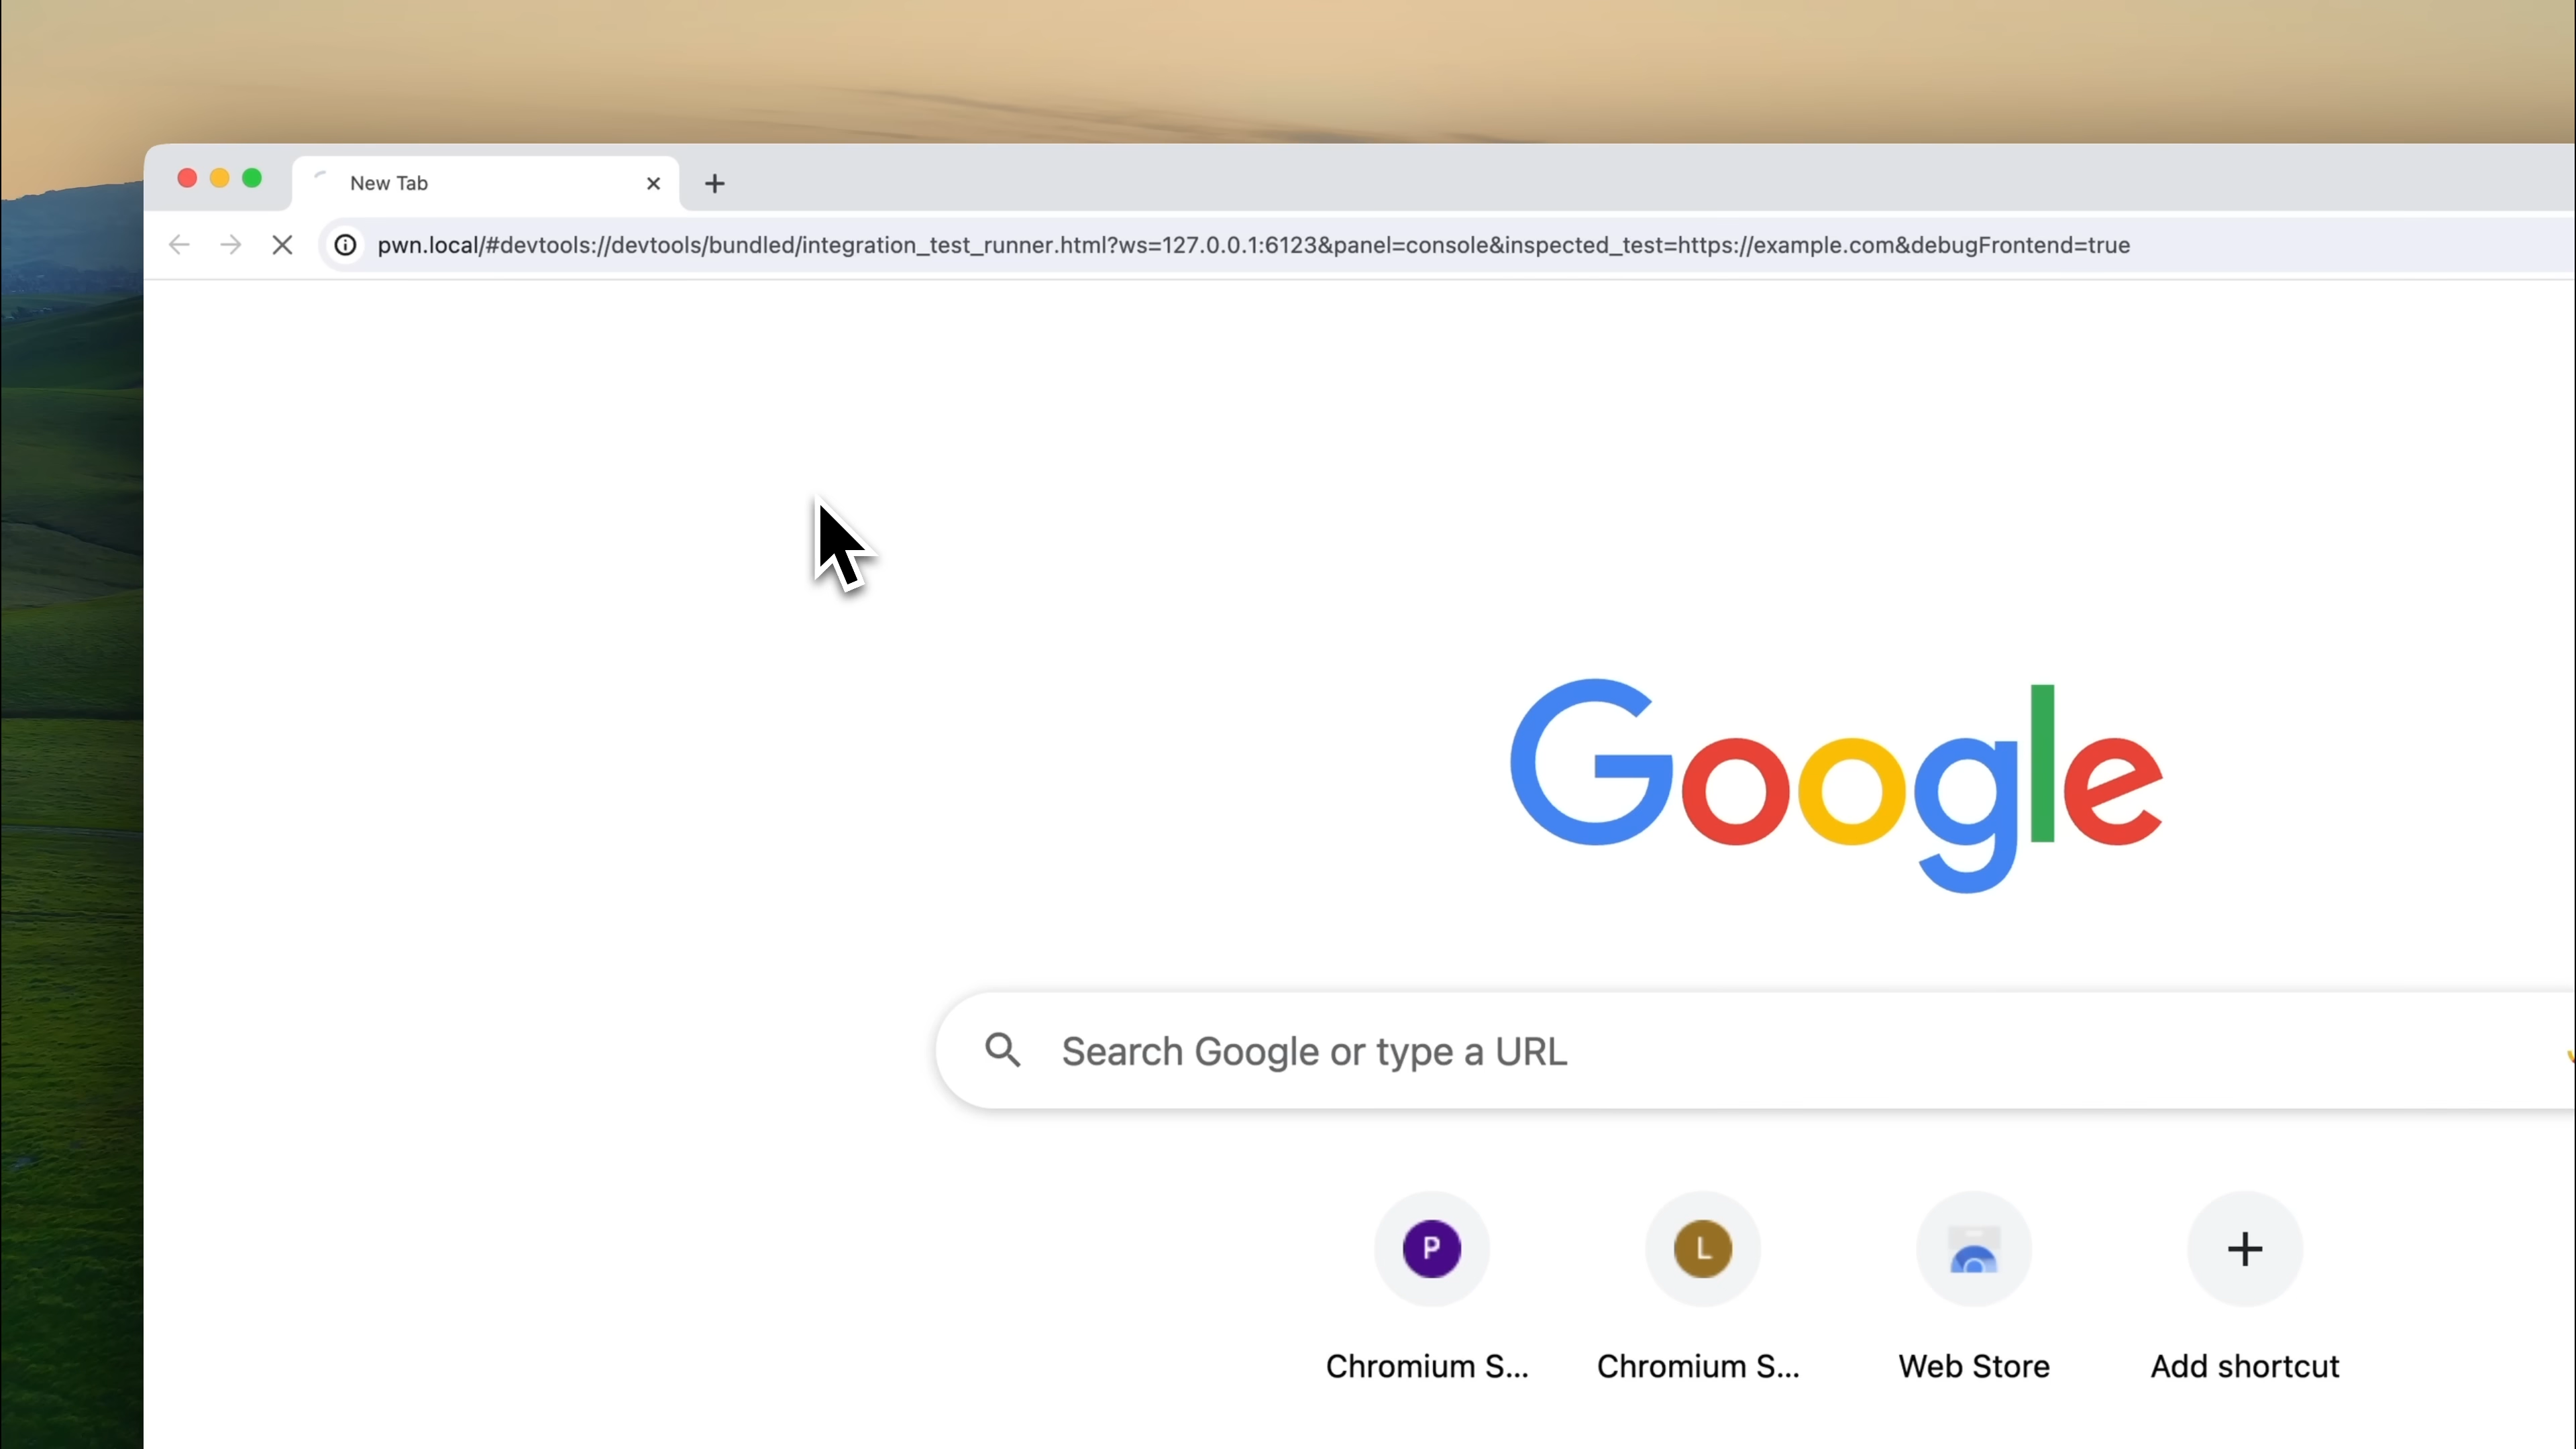 New Tab
pwn.local/#devtools://devtools/bundled/integration_test_runner.html?ws=127.0.0.1:6123&panel=console&inspected_test=https://example.com&debugFrontend=true
Google
Search Google or type a URL
P
L
Chromium S...
Chromium S...
Web Store
Add shortcut